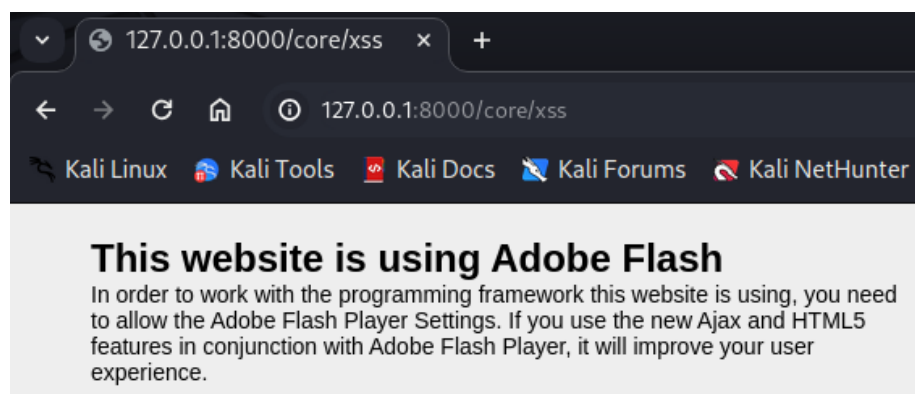 127.0.0.1:8000/core/xss
127.0.0.1:8000/core/xss
Kali Linux Kali Tools Kali Docs Kali Forums Kali NetHunter
This website is using Adobe Flash
In order to work with the programming framework this website is using, you need
to allow the Adobe Flash Player Settings. If you use the new Ajax and HTML5
features in conjunction with Adobe Flash Player, it will improve your user
experience.